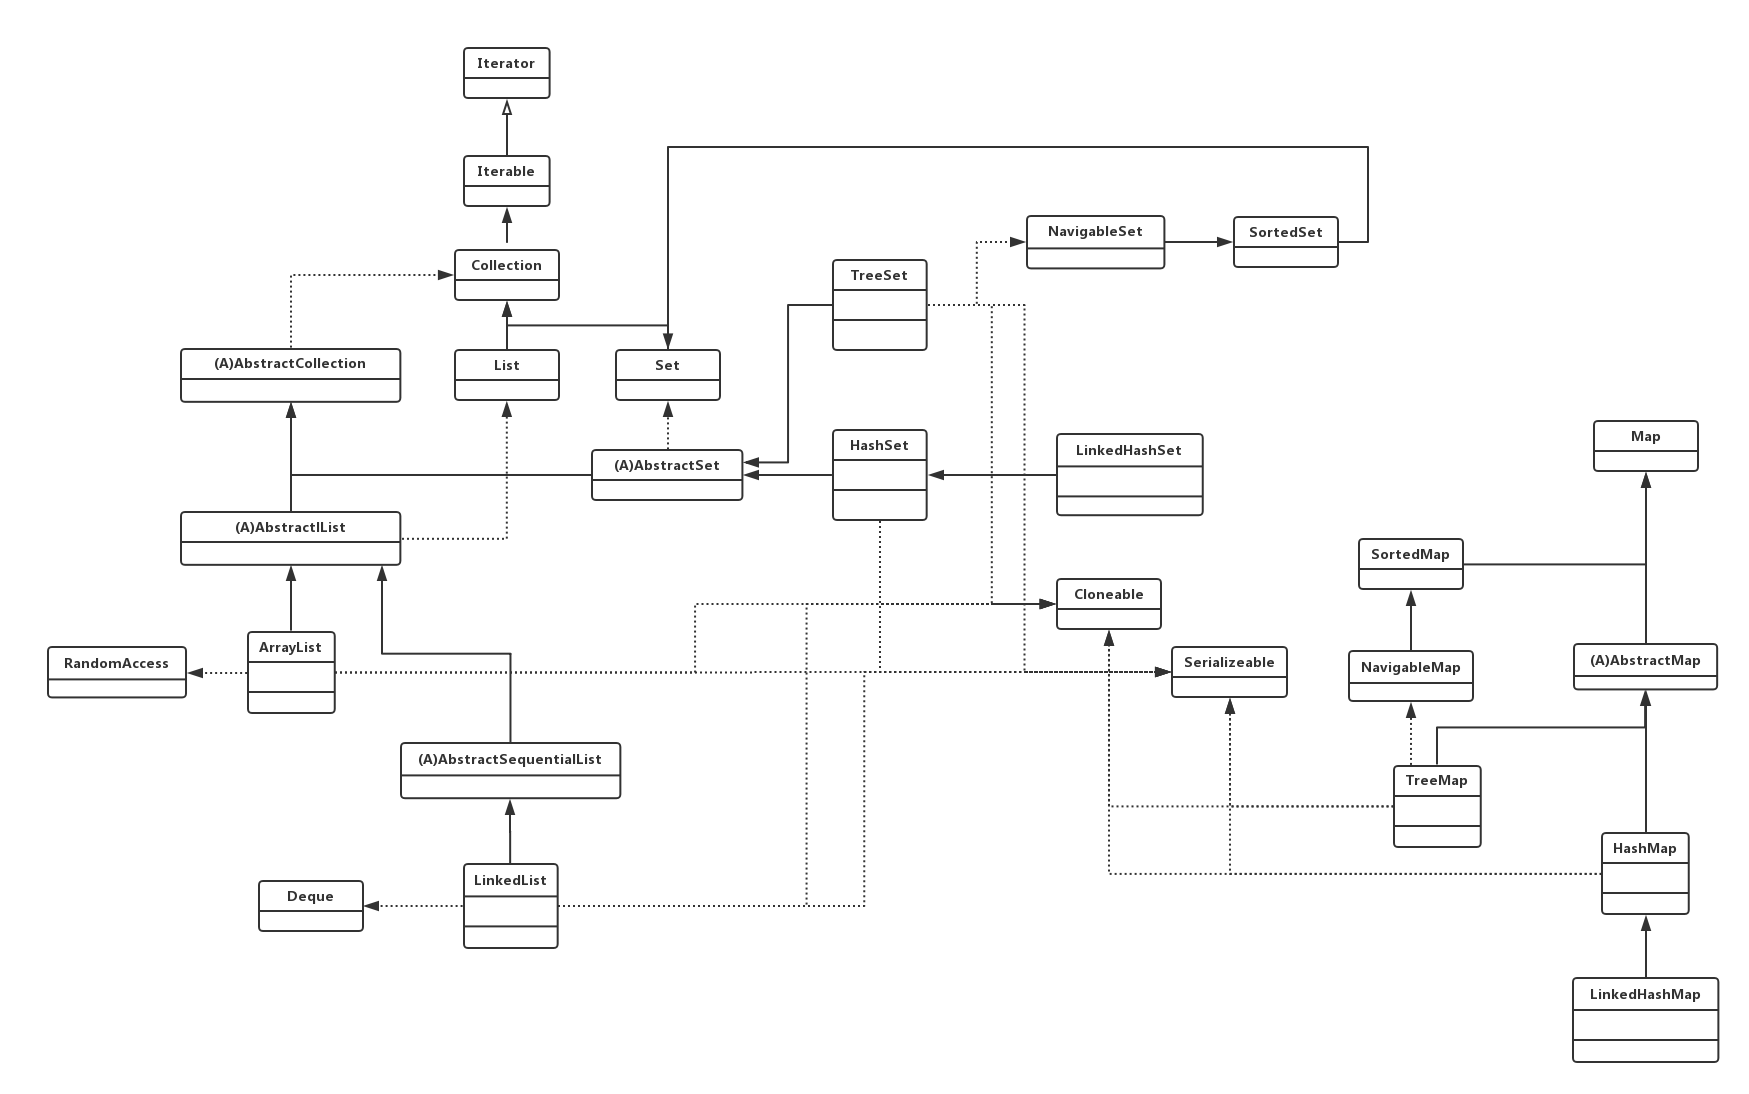 Iterator
Iterable
NavigableSet
SortedSet
Collection
TreeSet
(A)AbstractCollection
List
Set
Map
HashSet
LinkedHashSet
(A)AbstractSet
(A)AbstractlList
SortedMap
Cloneable
ArrayList
RandomAccess
Serializeable
NavigableMap
(A)AbstractMap
(A)AbstractSequentialList
TreeMap
HashMap
LinkedList
Deque
LinkedHashMap